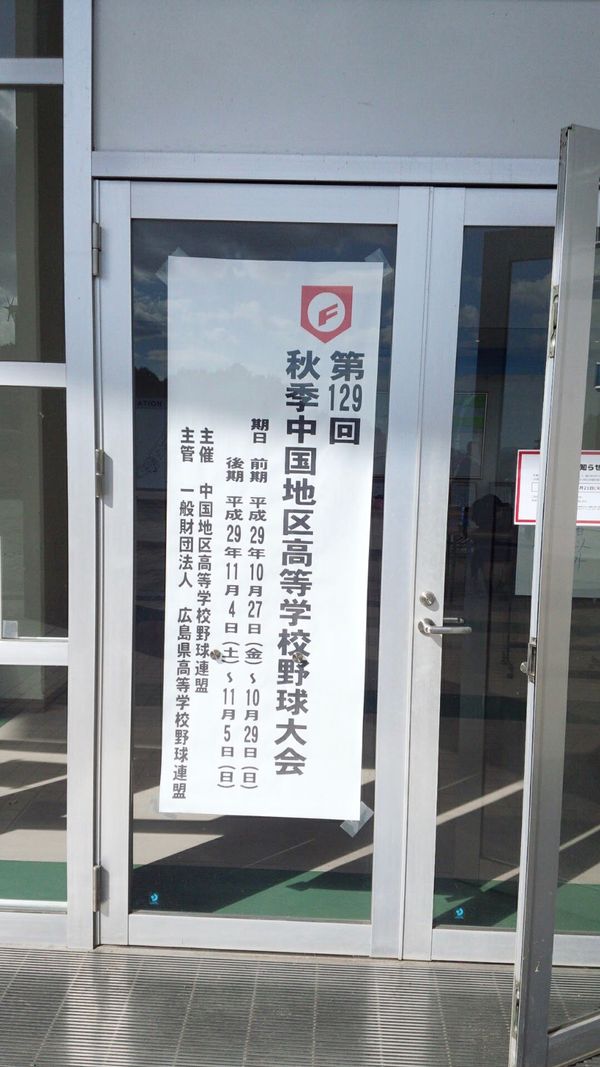 F
第129回
秋季中国地区高等学校野球大会
期日 前期 平成29年10月27日（金）～10月29日（日）
後期 平成29年11月4日（土）～11月5日（日）
主催 中国地区高等学校野球連盟
主管 一般財団法人 広島県高等学校野球連盟
知らせ